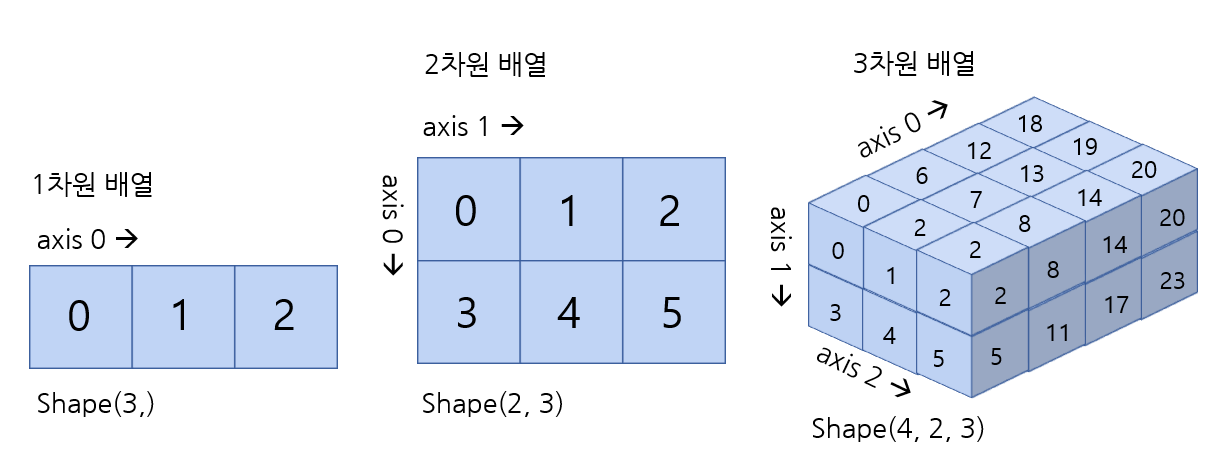 1차원 배열
axis 0 →
0 1 2
Shape(3,)
2차원 배열
axis 1 →
axis 0 →
0 1 2
3 4 5
Shape(2, 3)
3차원 배열
axis 0 →
18
12 19
6 13 20
0 7 14
2 8
2
axis 1 →
0 1 2
3 4 5
2 8 14 20
5 11 17 23
axis 2 →
Shape(4, 2, 3)